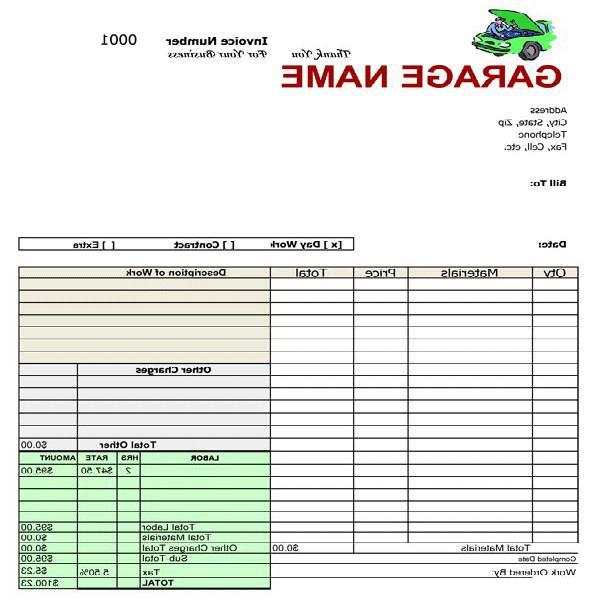 Invoice Number 0001
Thank You
For Your Business
GARAGE NAME
Address
City, State, Zip
Telephone
Fax, Cell, etc.
Bill To:
Date:
[x] Day Work [ ] Contract [ ] Extra
Qty Materials Price Total Description of Work
Other Charges
Total Other $0.00
LABOR HRS RATE AMOUNT
2 $47.50 $95.00
Total Labor $95.00
Total Materials $0.00
Total Materials $0.00 Other Charges Total $0.00
Completed Date Sub Total $95.00
Work Ordered By: Tax 5.50% $5.23
TOTAL $100.23